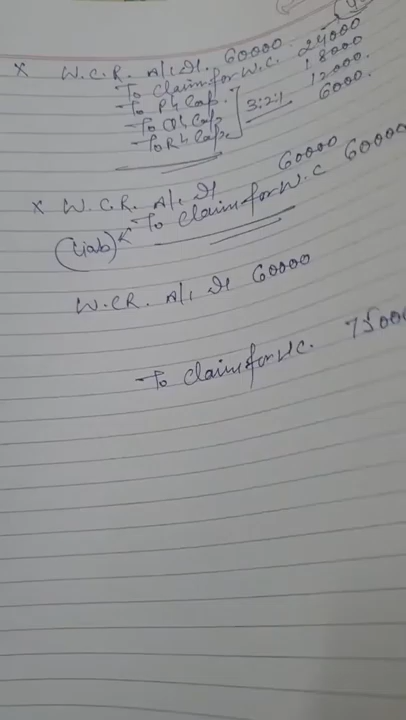 x W.C.R. A/c Dr. 60000
To Claim for W.C. 24000
To P's Cap. 18000
To Q's Cap 12000
To R's Cap. 6000.
3:2:1
x W.C.R. A/c Dr 60000
(liab) To Claim for W.C 60000
W.C.R. A/c Dr 60000
To Claim for W.C. 75000